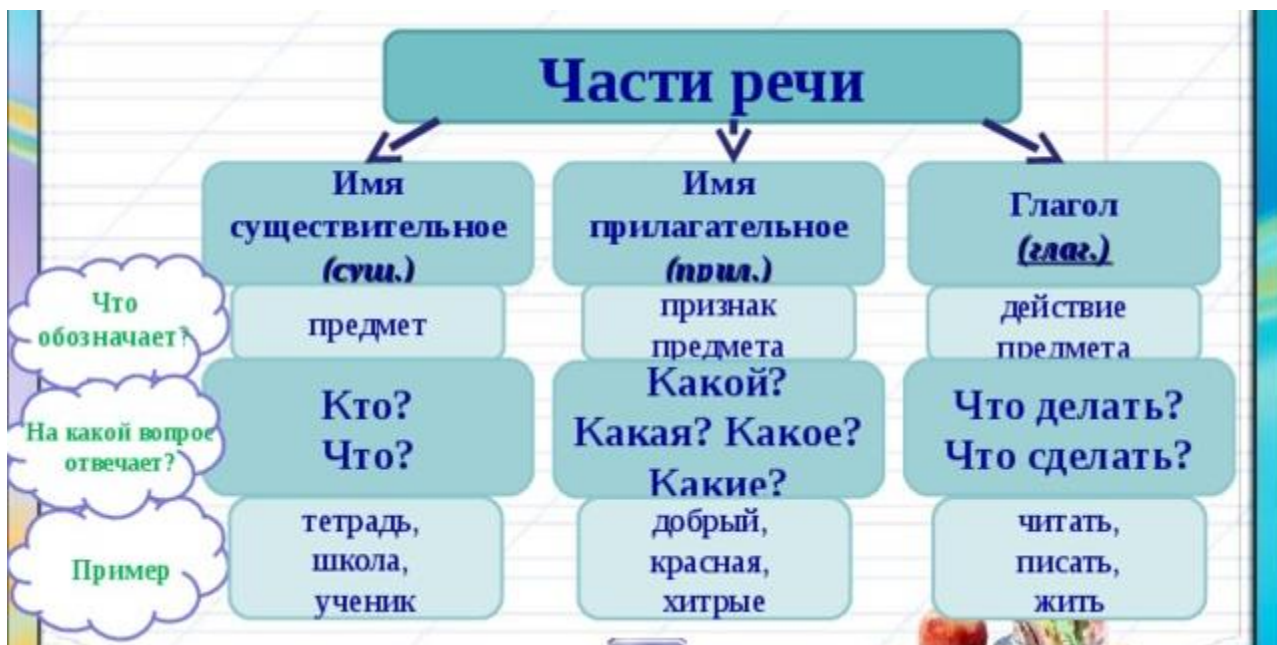 Части речи
Имя
существительное
(сущ.)
Имя
прилагательное
(прил.)
Глагол
(глаг.)
Что
обозначает?
предмет
признак
предмета
действие
предмета
На какой вопрос
отвечает?
Кто?
Что?
Какой?
Какая? Какое?
Какие?
Что делать?
Что сделать?
Пример
тетрадь,
школа,
ученик
добрый,
красная,
хитрые
читать,
писать,
жить